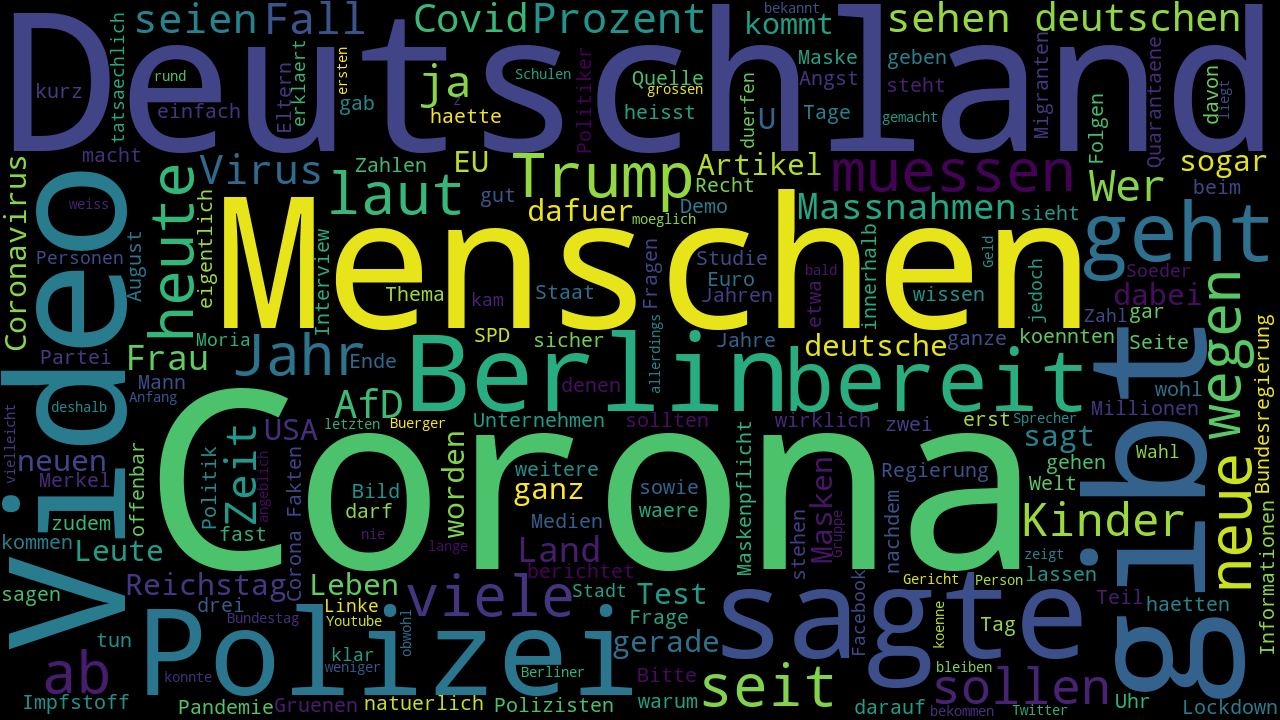 Deutschland
seien
Fall
Covid
Prozent
bekannt
kommt
sehen
deutschen
kurz
rund
tatsaechlich
einfach
Eltern
erklaert
ersten
gab
ja
haette
z
Schulen
Politiker
Quelle
grossen
heisst
duerfen
U
Maske
Angst
Tage
geben
steht
gemacht
Migranten
Folgen
Quarantaene
davon
liegt
macht
Coronavirus
weiss
Personen
Video
August
heute
Virus
eigentlich
Zahlen
laut
EU
gut
Trump
dafuer
moeglich
Artikel
Recht
Demo
muessen
Massnahmen
sieht
Wer
sogar
beim
geht
Menschen
Interview
Thema
kam
Staat
Fragen
Studie
Euro
Jahren
bald
etwa
innerhalb
wissen
Geld
jedoch
Soeder
dabei
Zahl
gar
wegen
Bundesregierung
Partei
Moria
Frau
Jahr
Ende
SPD
sicher
Berlin
allerdings
Jahre
bereit
deutsche
ganze
koennten
Seite
gibt
wohl
Mann
Anfang
deshalb
vielleicht
AfD
letzten
Buerger
denen
Unternehmen
sollten
wirklich
zwei
erst
Sprecher
Millionen
sagt
neuen
Merkel
offenbar
Politik
Zeit
angeblich
USA
Fakten
Corona
Corona
Bild
darf
nie
worden
lange
weitere
ganz
sowie
waere
Medien
Maskenpflicht
Masken
Gruppe
Regierung
nachdem
stehen
gehen
Welt
Wahl
Kinder
neue
Informationen
zudem
kommen
Leute
fast
Land
berichtet
zeigt
lassen
sagen
Reichstag
Leben
viele
Stadt
Test
Facebook
Gericht
Person
Teil
haetten
drei
Bundestag
Linke
Youtube
obwohl
Frage
gerade
sagte
koenne
Tag
tun
Polizei
klar
weniger
konnte
Berliner
Bitte
bleiben
ab
Impfstoff
Pandemie
Gruenen
natuerlich
Polizisten
warum
seit
darauf
sollen
bekommen
Twitter
Uhr
Lockdown